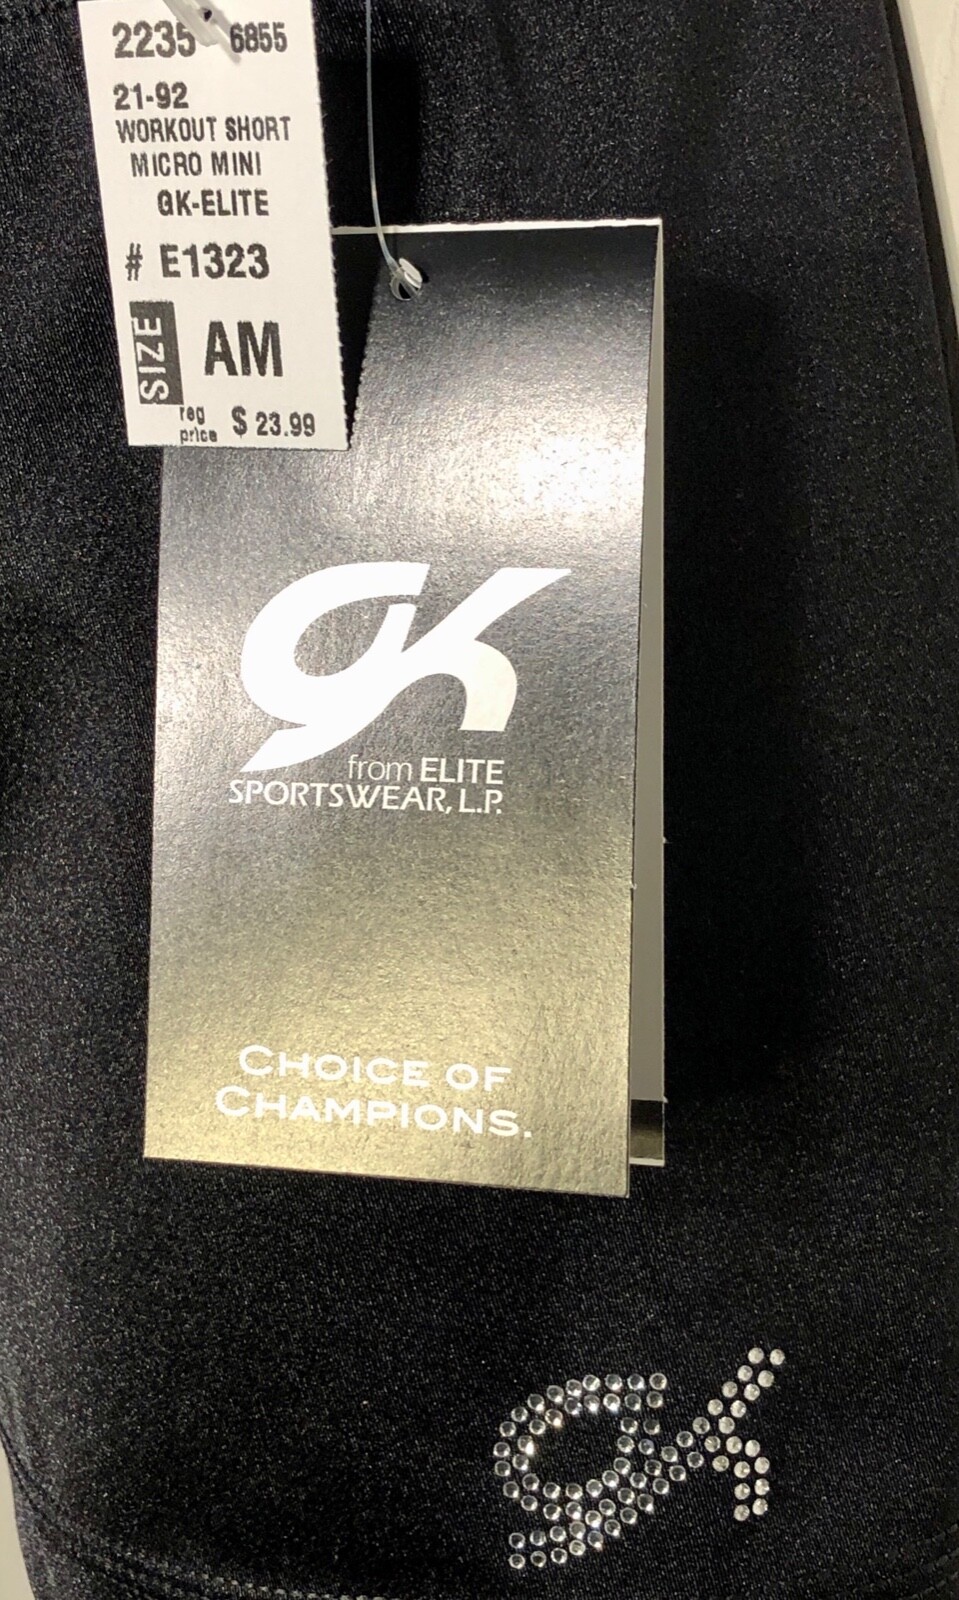 2235 6855
21-92
WORKOUT SHORT
MICRO MINI
GK-ELITE
# E1323
SIZE AM
reg price $ 23.99
GK
from ELITE
SPORTSWEAR, L.P.
CHOICE OF
CHAMPIONS.
GK